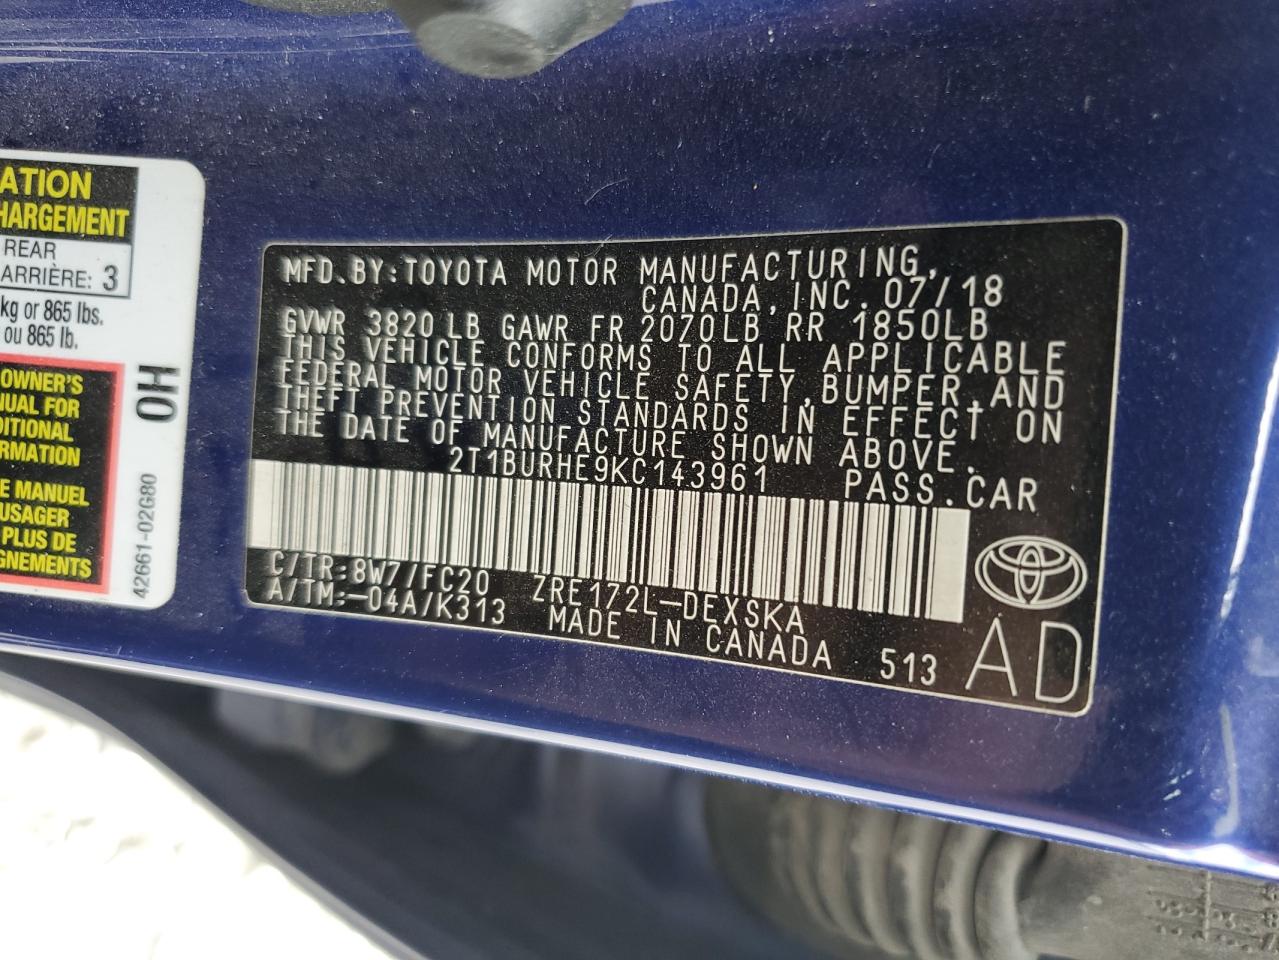 ATION
HARGEMENT
REAR
ARRIÈRE: 3
kg or 865 lbs.
ou 865 lb.
OWNER'S
NUAL FOR
DITIONAL
ORMATION
E MANUEL
USAGER
PLUS DE
GNEMENTS
OH
42661-02G80
MFD.BY:TOYOTA MOTOR MANUFACTURING,
CANADA,INC.07/18
GVWR 3820LB GAWR FR 2070LB RR 1850LB
THIS VEHICLE CONFORMS TO ALL APPLICABLE
FEDERAL MOTOR VEHICLE SAFETY,BUMPER,AND
THEFT PREVENTION STANDARDS IN EFFECT ON
THE DATE OF MANUFACTURE SHOWN ABOVE.
2T1BURHE9KC143961 PASS.CAR
C/TR:8W7/FC20 ZRE172L-DEXSKA
A/TM:-04A/K313 MADE IN CANADA 513 AD